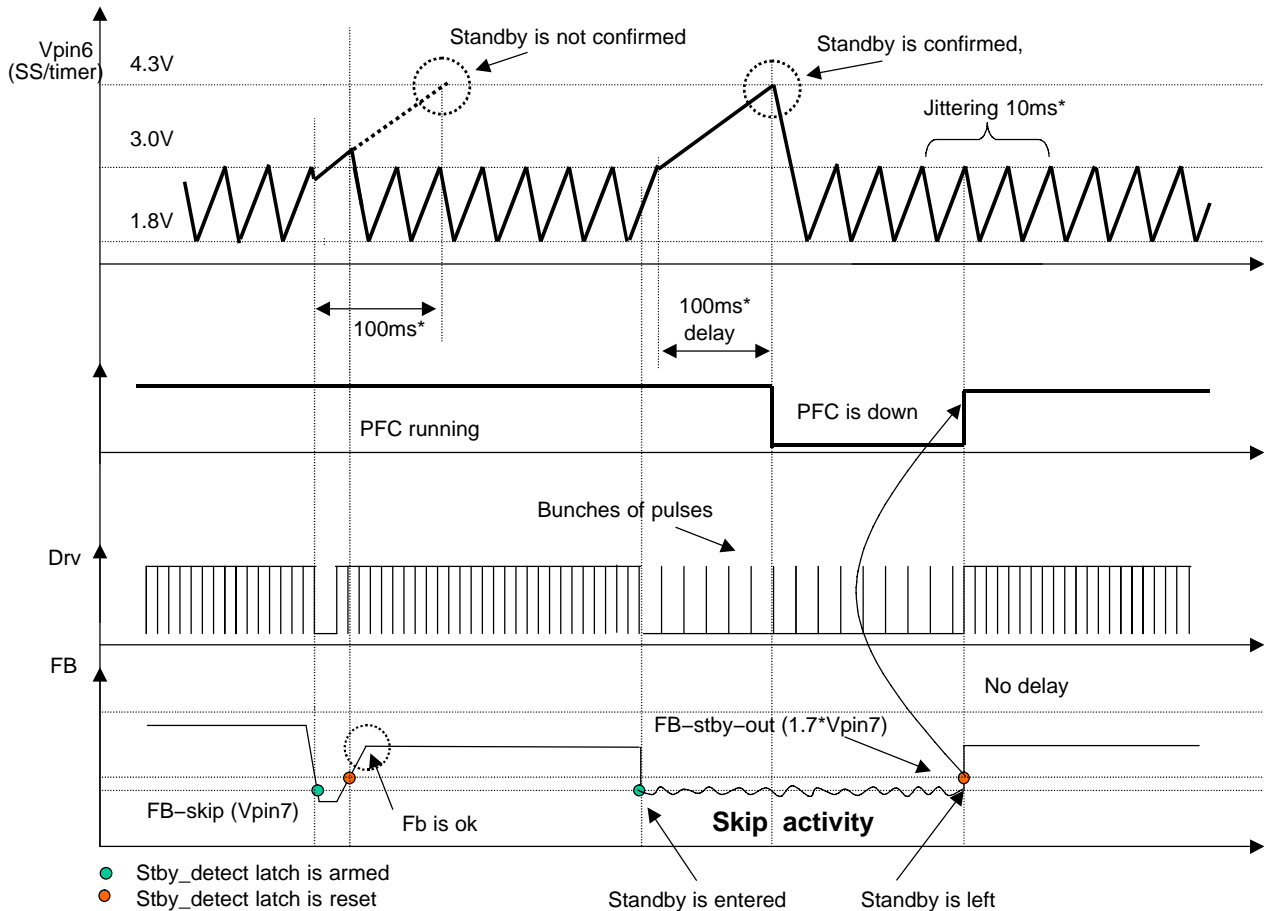 Vpin6
(SS/timer)
4.3V
3.0V
1.8V
Standby is not confirmed
Standby is confirmed,
Jittering 10ms*
100ms*
100ms*
delay
PFC running
PFC is down
Bunches of pulses
Drv
FB
No delay
FB−stby−out (1.7*Vpin7)
FB−skip (Vpin7)
Fb is ok
Skip activity
Stby_detect latch is armed
Stby_detect latch is reset
Standby is entered
Standby is left